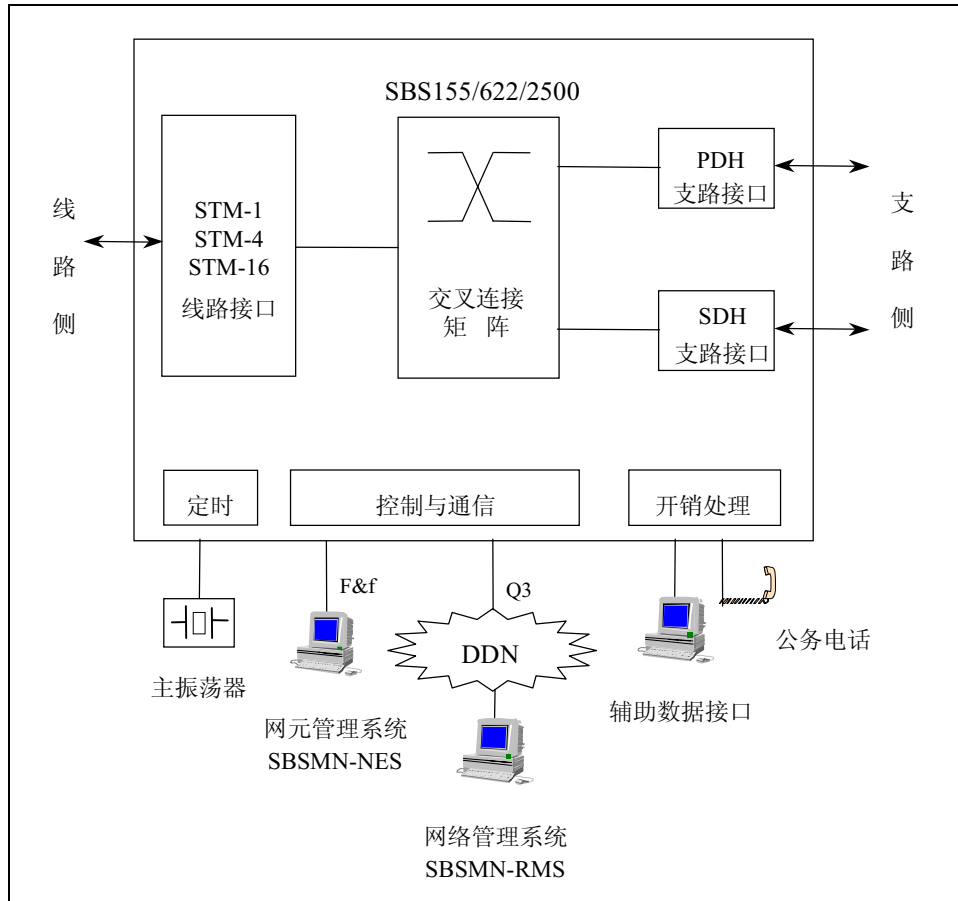 SBS155/622/2500
线路侧
STM-1
STM-4
STM-16
线路接口
交叉连接
矩 阵
PDH
支路接口
SDH
支路接口
支路侧
定时
控制与通信
开销处理
F&f
Q3
DDN
主振荡器
网元管理系统
SBSMN-NES
辅助数据接口
公务电话
网络管理系统
SBSMN-RMS